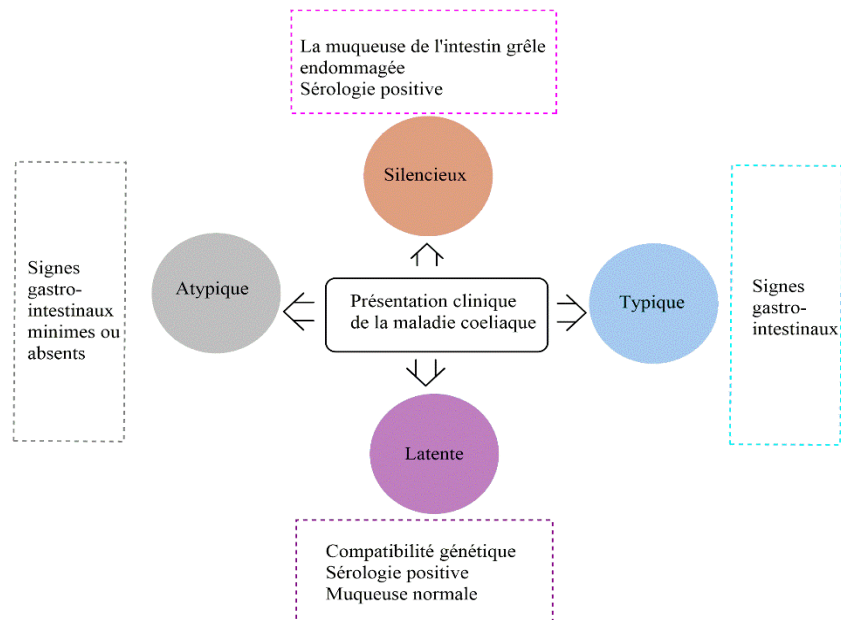 La muqueuse de l'intestin grêle
endommagée
Sérologie positive
Silencieux
Signes
gastro-
intestinaux
minimes ou
absents
Atypique
Présentation clinique
de la maladie coeliaque
Typique
Signes
gastro-
intestinaux
Latente
Compatibilité génétique
Sérologie positive
Muqueuse normale